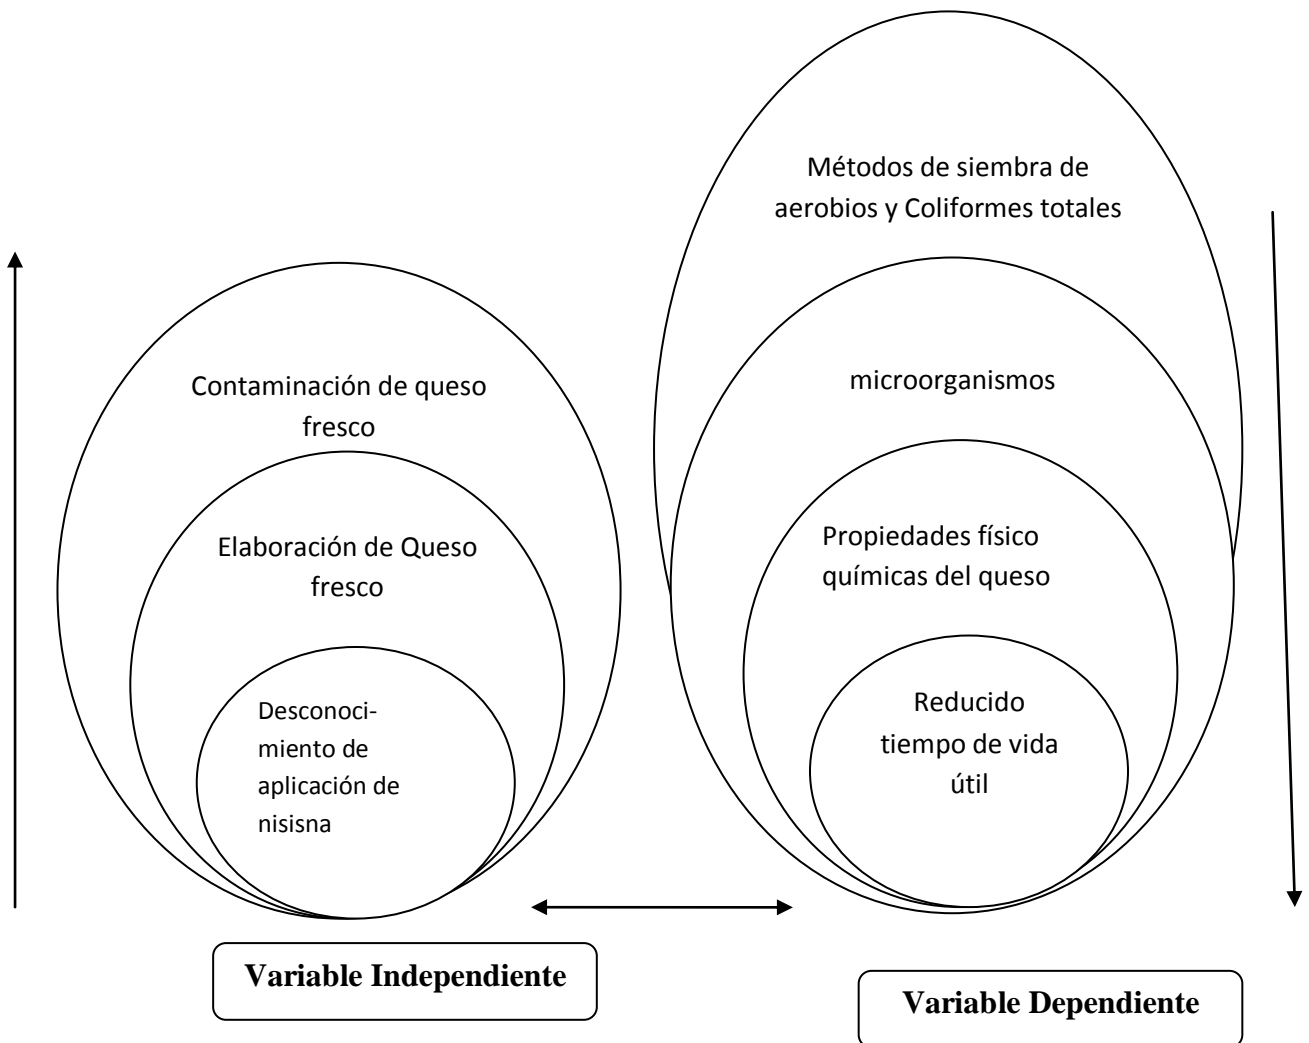 Contaminación de queso
fresco
Elaboración de Queso
fresco
Desconoci-
miento de
aplicación de
nisisna
Variable Independiente
Métodos de siembra de
aerobios y Coliformes totales
microorganismos
Propiedades físico
químicas del queso
Reducido
tiempo de vida
útil
Variable Dependiente